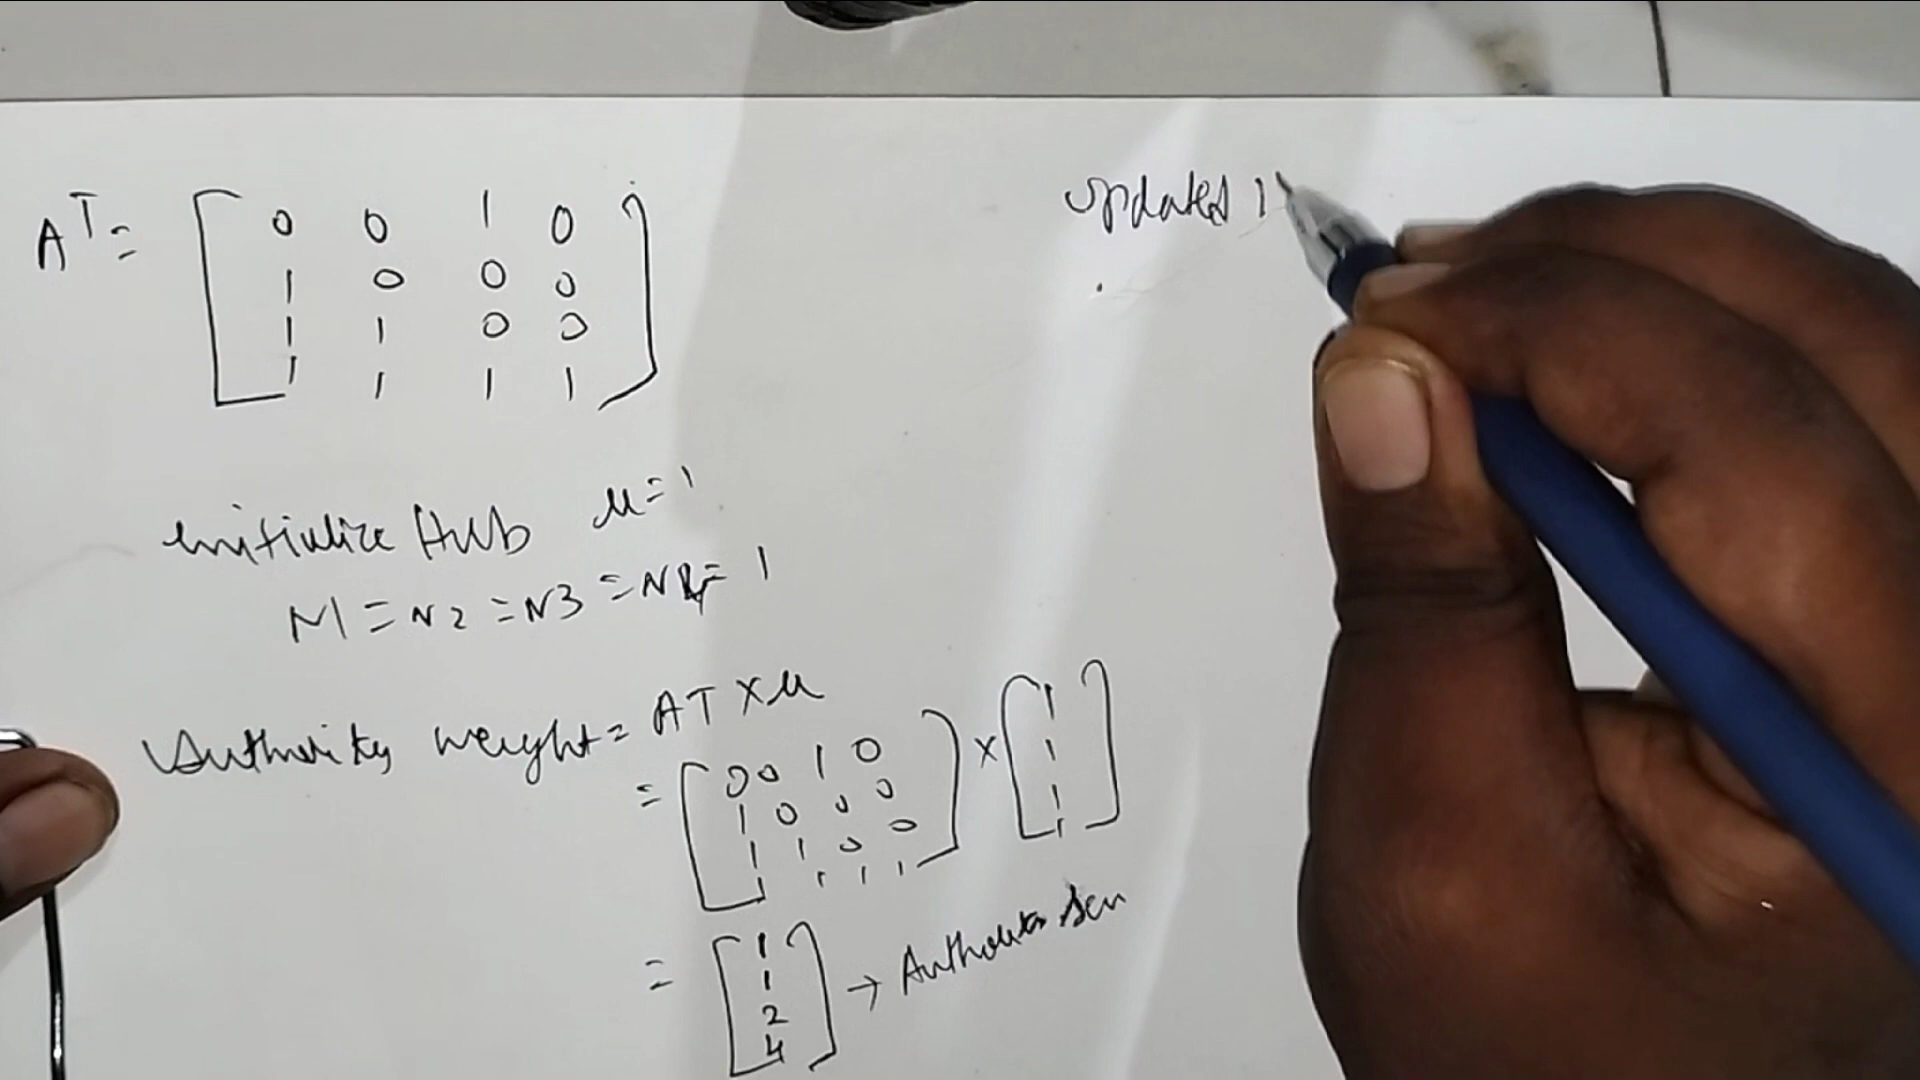 A^T = [ 0 0 1 0
1 0 0 0
1 1 0 0
1 1 1 1 ]
initialize Hub u=1
N1 = N2 = N3 = N4 = 1
Authority weight = AT × u
= [ 0 0 1 0
1 0 0 0
1 1 0 0
1 1 1 1 ] × [ 1
1
1
1 ]
= [ 1
1
2
4 ] →
updated